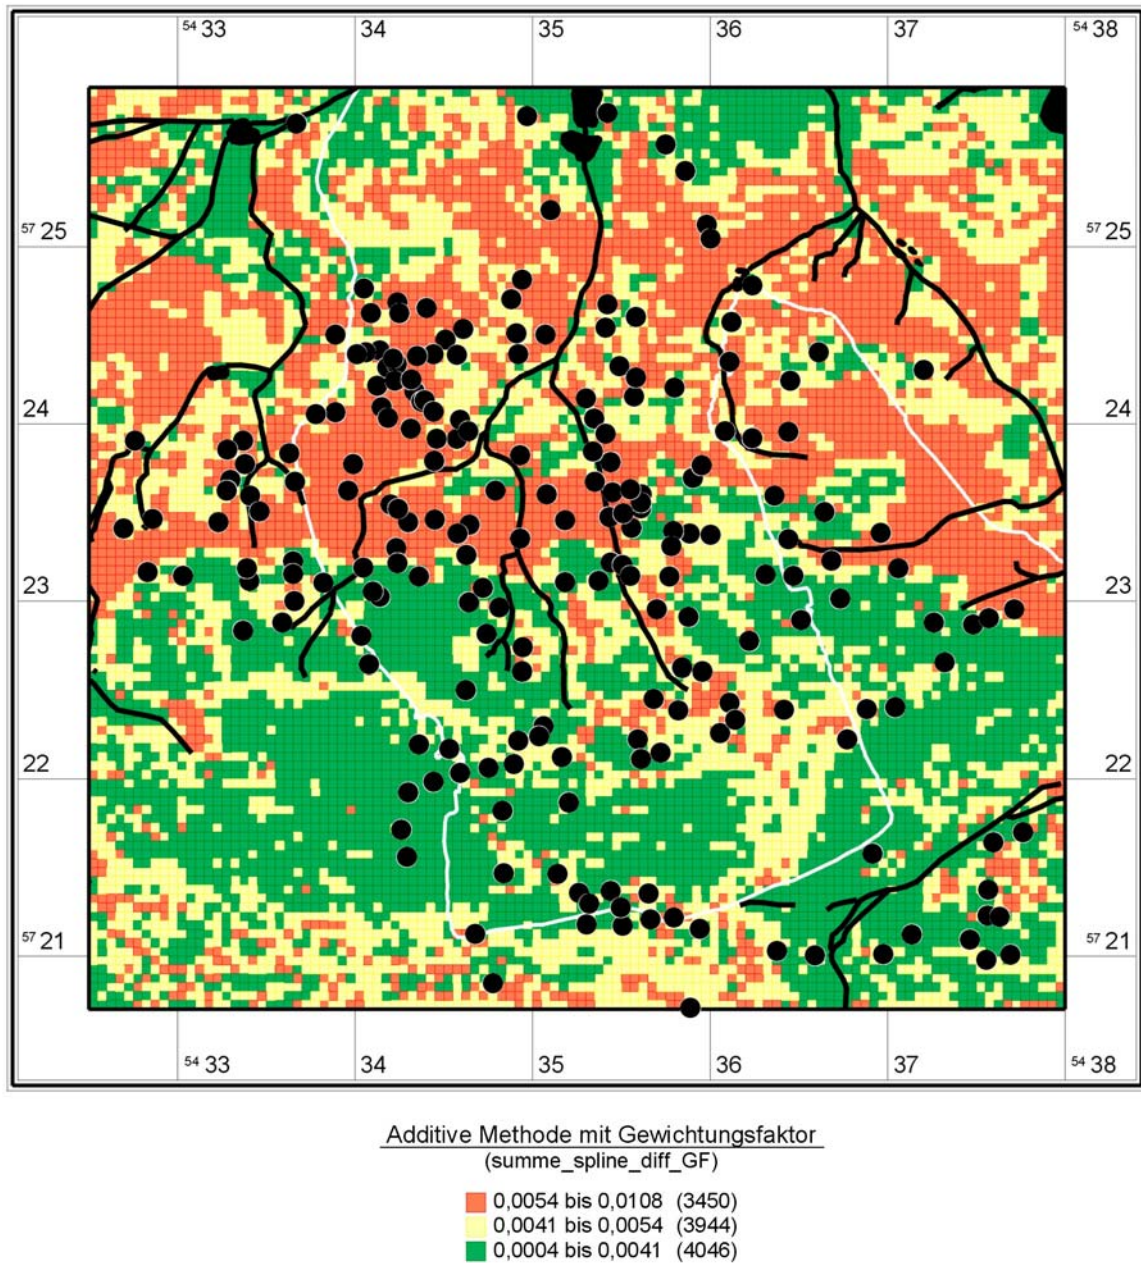 54 33 34 35 36 37 54 38
57 25 57 25
24 24
23 23
22 22
57 21 57 21
54 33 34 35 36 37 54 38
Additive Methode mit Gewichtungsfaktor
(summe_spline_diff_GF)
0,0054 bis 0,0108 (3450)
0,0041 bis 0,0054 (3944)
0,0004 bis 0,0041 (4046)